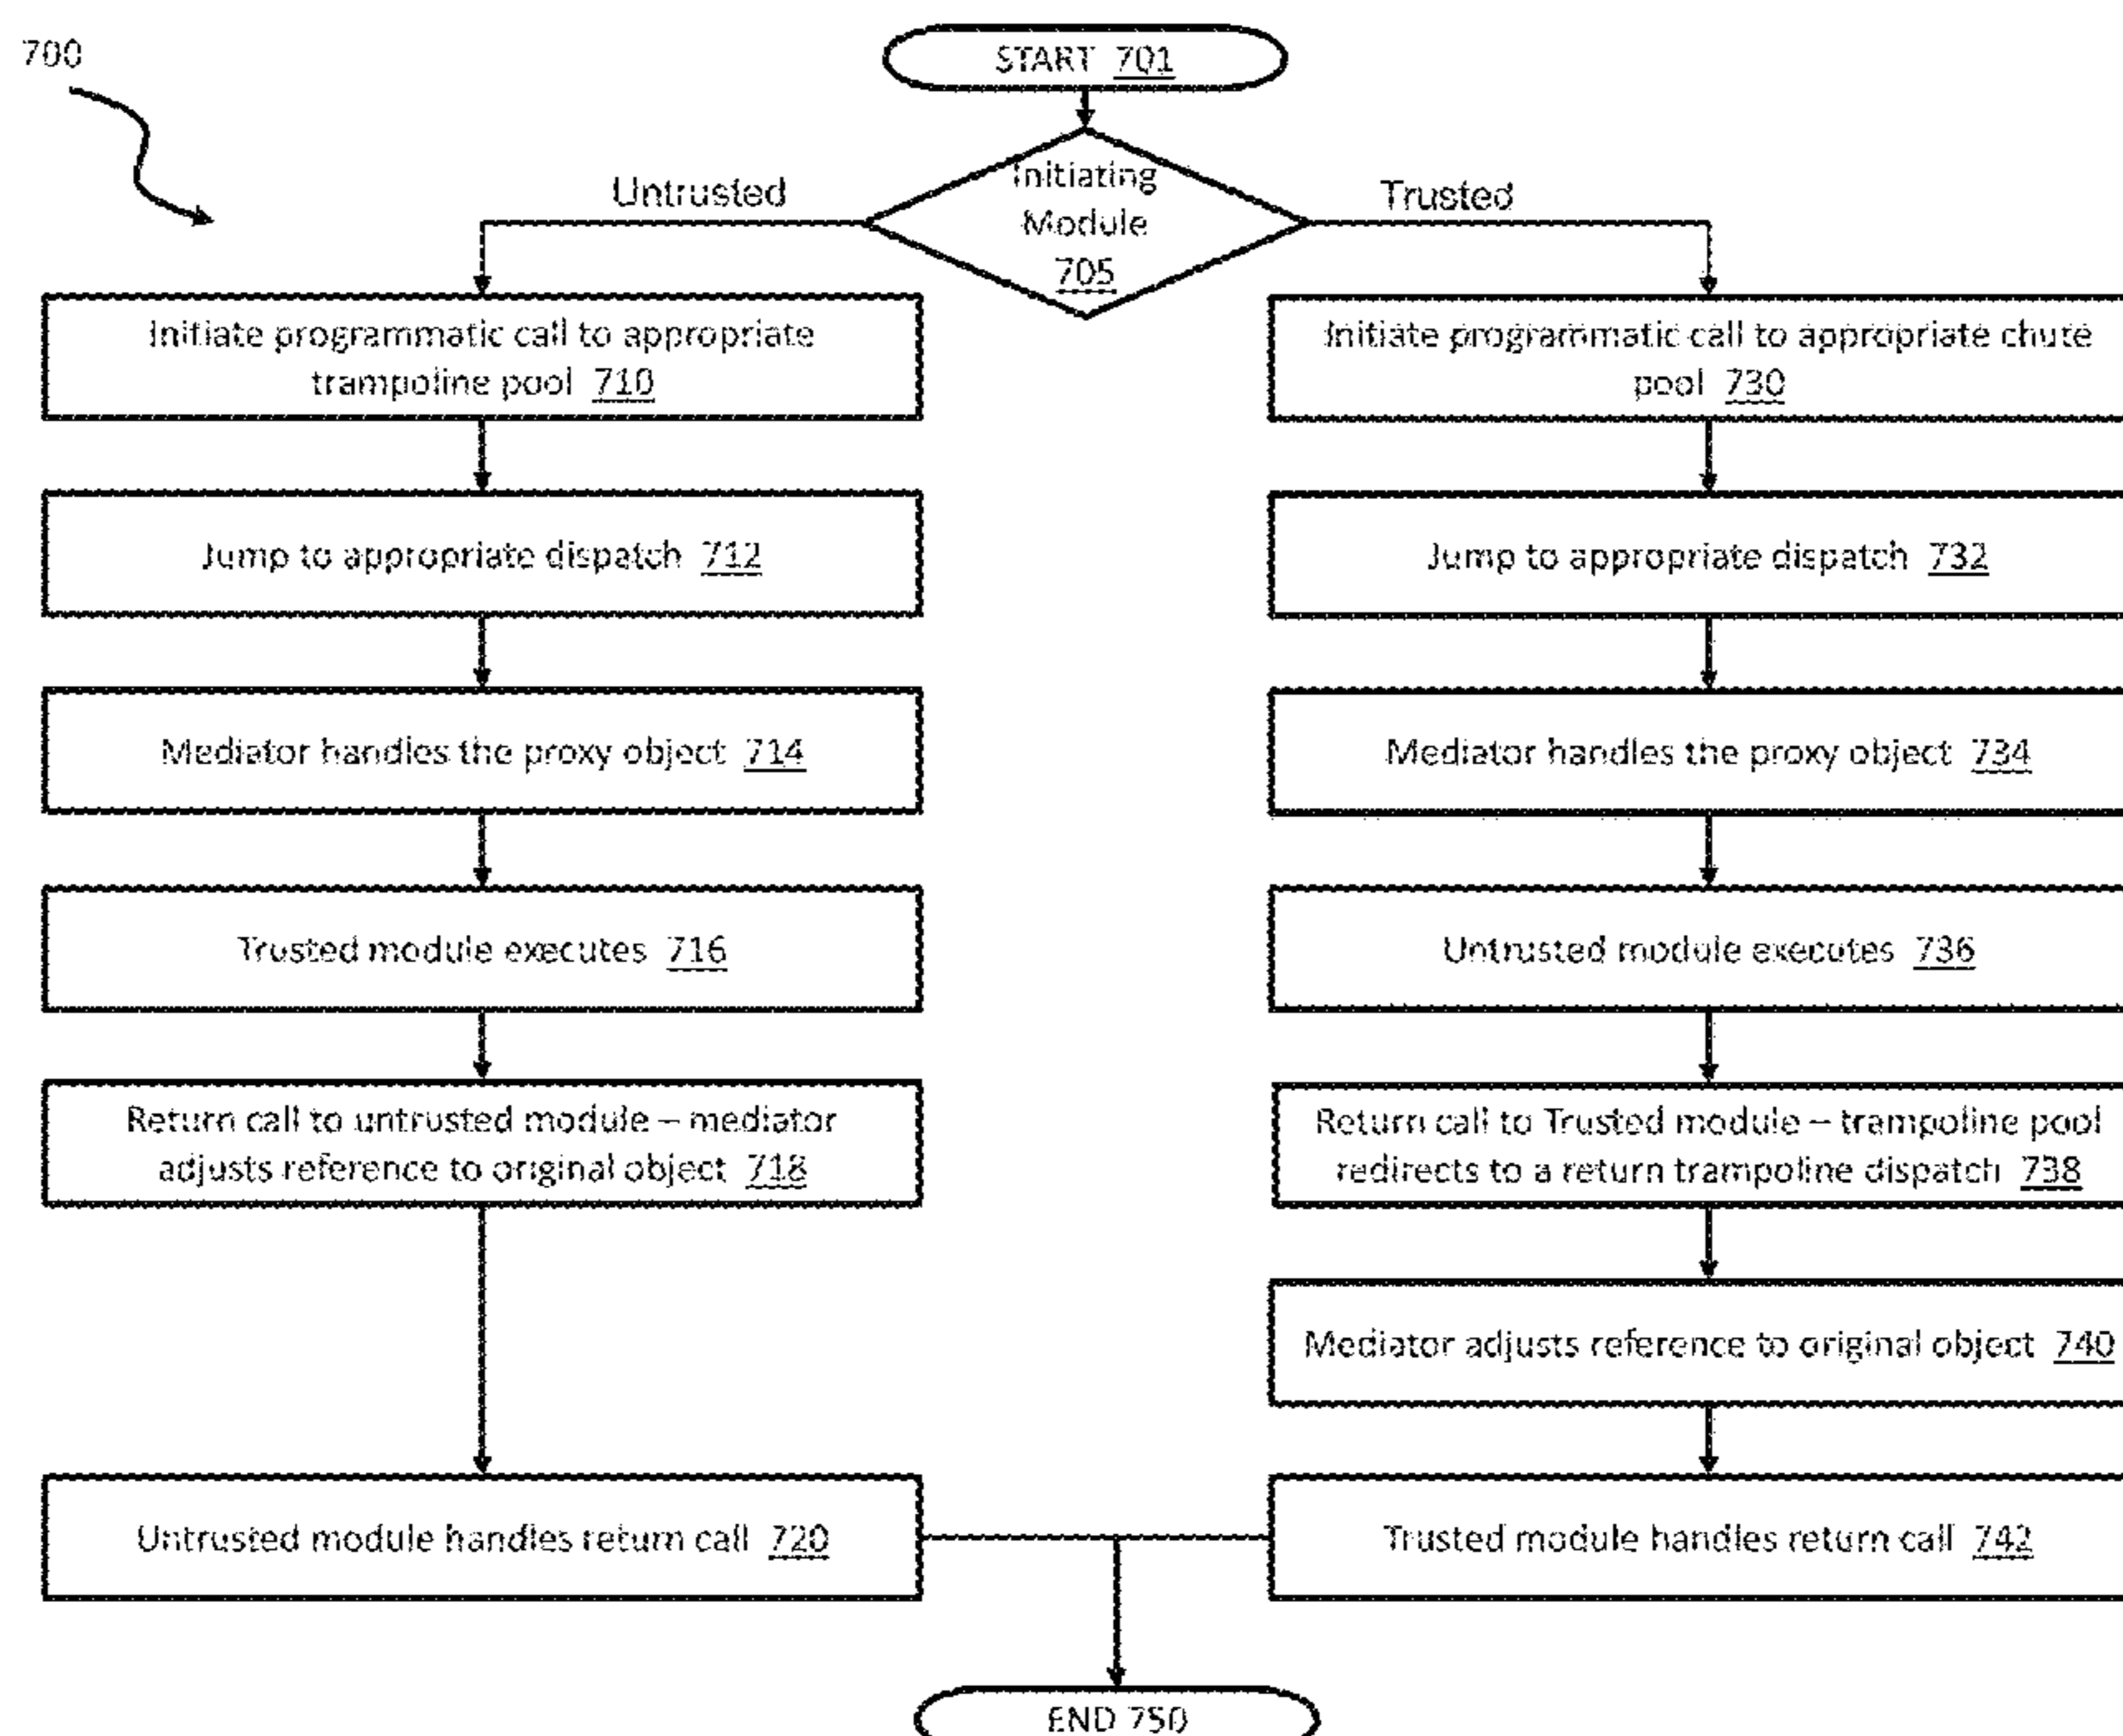 700
START 701
Initiating
Module
705
Untrusted
Trusted
Initiate programmatic call to appropriate
trampoline pool 710
Jump to appropriate dispatch 712
Mediator handles the proxy object 714
Trusted module executes 716
Return call to untrusted module – mediator
adjusts reference to original object 718
Untrusted module handles return call 720
Initiate programmatic call to appropriate chute
pool 730
Jump to appropriate dispatch 732
Mediator handles the proxy object 734
Untrusted module executes 736
Return call to Trusted module – trampoline pool
redirects to a return trampoline dispatch 738
Mediator adjusts reference to original object 740
Trusted module handles return call 742
END 750